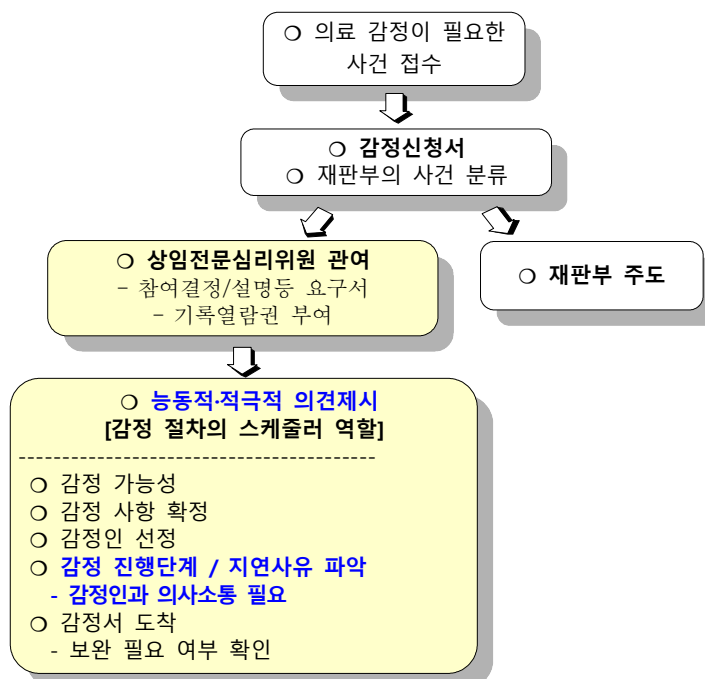 ❍ 의료 감정이 필요한
사건 접수
❍ 감정신청서
❍ 재판부의 사건 분류
❍ 상임전문심리위원 관여
- 참여결정/설명등 요구서
- 기록열람권 부여
❍ 재판부 주도
❍ 능동적·적극적 의견제시
[감정 절차의 스케줄러 역할]
-----------------------------------------
❍ 감정 가능성
❍ 감정 사항 확정
❍ 감정인 선정
❍ 감정 진행단계 / 지연사유 파악
- 감정인과 의사소통 필요
❍ 감정서 도착
- 보완 필요 여부 확인